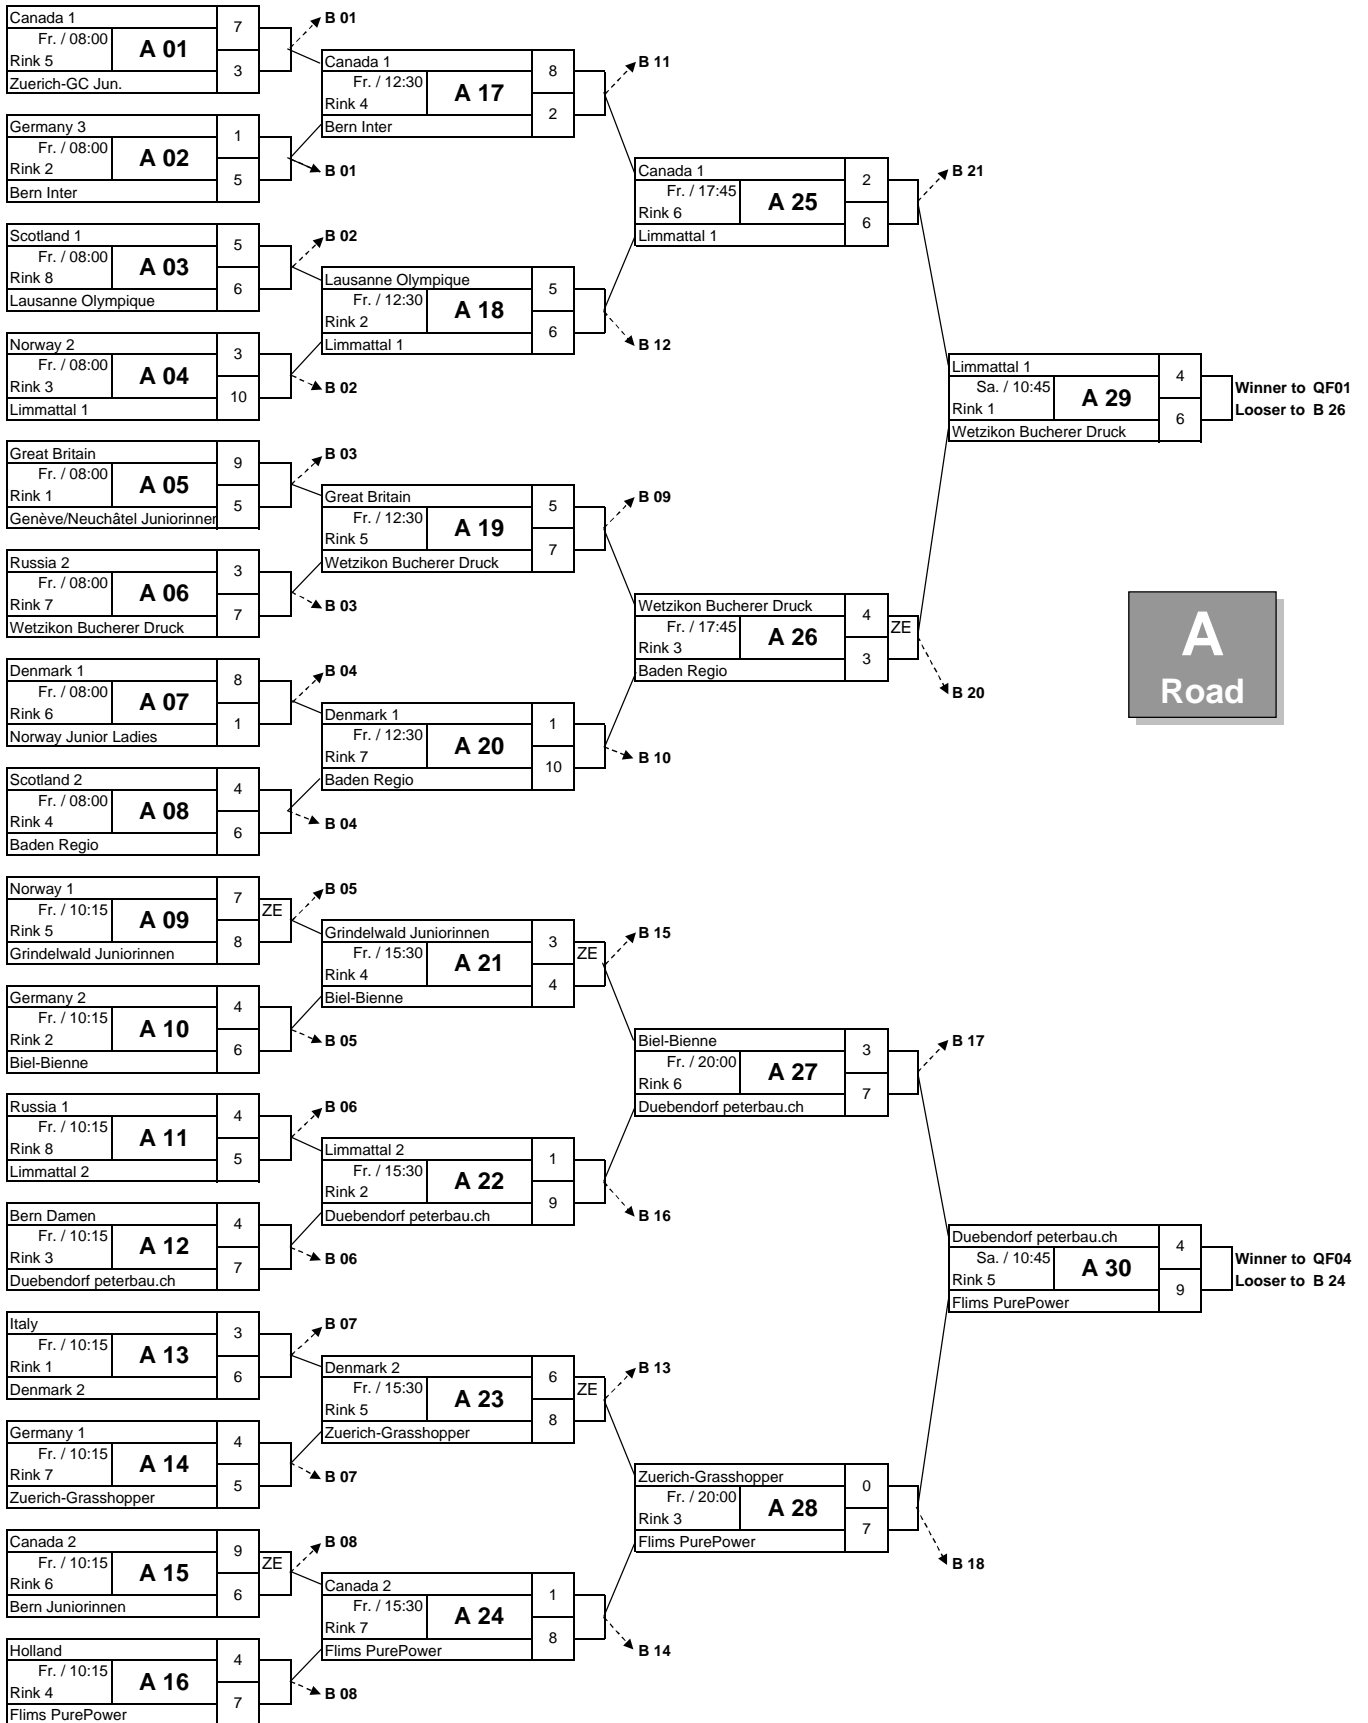 Canada 1
7
Fr. / 08:00
A 01
Rink 5
3
Zuerich-GC Jun.
B 01
Germany 3
1
Fr. / 08:00
A 02
Rink 2
5
Bern Inter
B 01
Scotland 1
5
Fr. / 08:00
A 03
Rink 8
6
Lausanne Olympique
B 02
Norway 2
3
Fr. / 08:00
A 04
Rink 3
10
Limmattal 1
B 02
Great Britain
9
Fr. / 08:00
A 05
Rink 1
5
Genève/Neuchâtel Juniorinnen
B 03
Russia 2
3
Fr. / 08:00
A 06
Rink 7
7
Wetzikon Bucherer Druck
B 03
Denmark 1
8
Fr. / 08:00
A 07
Rink 6
1
Norway Junior Ladies
B 04
Scotland 2
4
Fr. / 08:00
A 08
Rink 4
6
Baden Regio
B 04
Norway 1
7
Fr. / 10:15
A 09
ZE
Rink 5
8
Grindelwald Juniorinnen
B 05
Germany 2
4
Fr. / 10:15
A 10
Rink 2
6
Biel-Bienne
B 05
Russia 1
4
Fr. / 10:15
A 11
Rink 8
5
Limmattal 2
B 06
Bern Damen
4
Fr. / 10:15
A 12
Rink 3
7
Duebendorf peterbau.ch
B 06
Italy
3
Fr. / 10:15
A 13
Rink 1
6
Denmark 2
B 07
Germany 1
4
Fr. / 10:15
A 14
Rink 7
5
Zuerich-Grasshopper
B 07
Canada 2
9
Fr. / 10:15
A 15
ZE
Rink 6
6
Bern Juniorinnen
B 08
Holland
4
Fr. / 10:15
A 16
Rink 4
7
Flims PurePower
B 08
Canada 1
8
Fr. / 12:30
A 17
Rink 4
2
Bern Inter
B 11
Lausanne Olympique
5
Fr. / 12:30
A 18
Rink 2
6
Limmattal 1
B 12
Great Britain
5
Fr. / 12:30
A 19
Rink 5
7
Wetzikon Bucherer Druck
B 09
Denmark 1
1
Fr. / 12:30
A 20
Rink 7
10
Baden Regio
B 10
Grindelwald Juniorinnen
3
Fr. / 15:30
A 21
ZE
Rink 4
4
Biel-Bienne
B 15
Limmattal 2
1
Fr. / 15:30
A 22
Rink 2
9
Duebendorf peterbau.ch
B 16
Denmark 2
6
Fr. / 15:30
A 23
ZE
Rink 5
8
Zuerich-Grasshopper
B 13
Canada 2
1
Fr. / 15:30
A 24
Rink 7
8
Flims PurePower
B 14
Canada 1
2
Fr. / 17:45
A 25
Rink 6
6
Limmattal 1
B 21
Wetzikon Bucherer Druck
4
Fr. / 17:45
A 26
ZE
Rink 3
3
Baden Regio
B 20
Biel-Bienne
3
Fr. / 20:00
A 27
Rink 6
7
Duebendorf peterbau.ch
B 17
Zuerich-Grasshopper
0
Fr. / 20:00
A 28
Rink 3
7
Flims PurePower
B 18
Limmattal 1
4
Sa. / 10:45
A 29
Rink 1
6
Wetzikon Bucherer Druck
Winner to QF01
Looser to B 26
A
Road
Duebendorf peterbau.ch
4
Sa. / 10:45
A 30
Rink 5
9
Flims PurePower
Winner to QF04
Looser to B 24